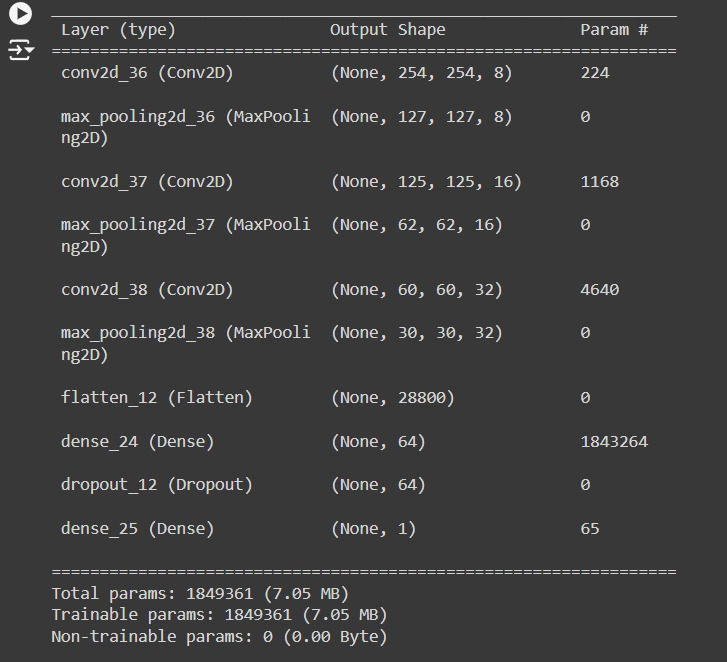 Layer (type) Output Shape Param #
=================================================================
conv2d_36 (Conv2D) (None, 254, 254, 8) 224
max_pooling2d_36 (MaxPooli (None, 127, 127, 8) 0
ng2D)
conv2d_37 (Conv2D) (None, 125, 125, 16) 1168
max_pooling2d_37 (MaxPooli (None, 62, 62, 16) 0
ng2D)
conv2d_38 (Conv2D) (None, 60, 60, 32) 4640
max_pooling2d_38 (MaxPooli (None, 30, 30, 32) 0
ng2D)
flatten_12 (Flatten) (None, 28800) 0
dense_24 (Dense) (None, 64) 1843264
dropout_12 (Dropout) (None, 64) 0
dense_25 (Dense) (None, 1) 65
=================================================================
Total params: 1849361 (7.05 MB)
Trainable params: 1849361 (7.05 MB)
Non-trainable params: 0 (0.00 Byte)